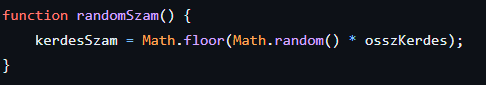 function randomSzam() {
    kerdesSzam = Math.floor(Math.random() * osszKerdes);
}